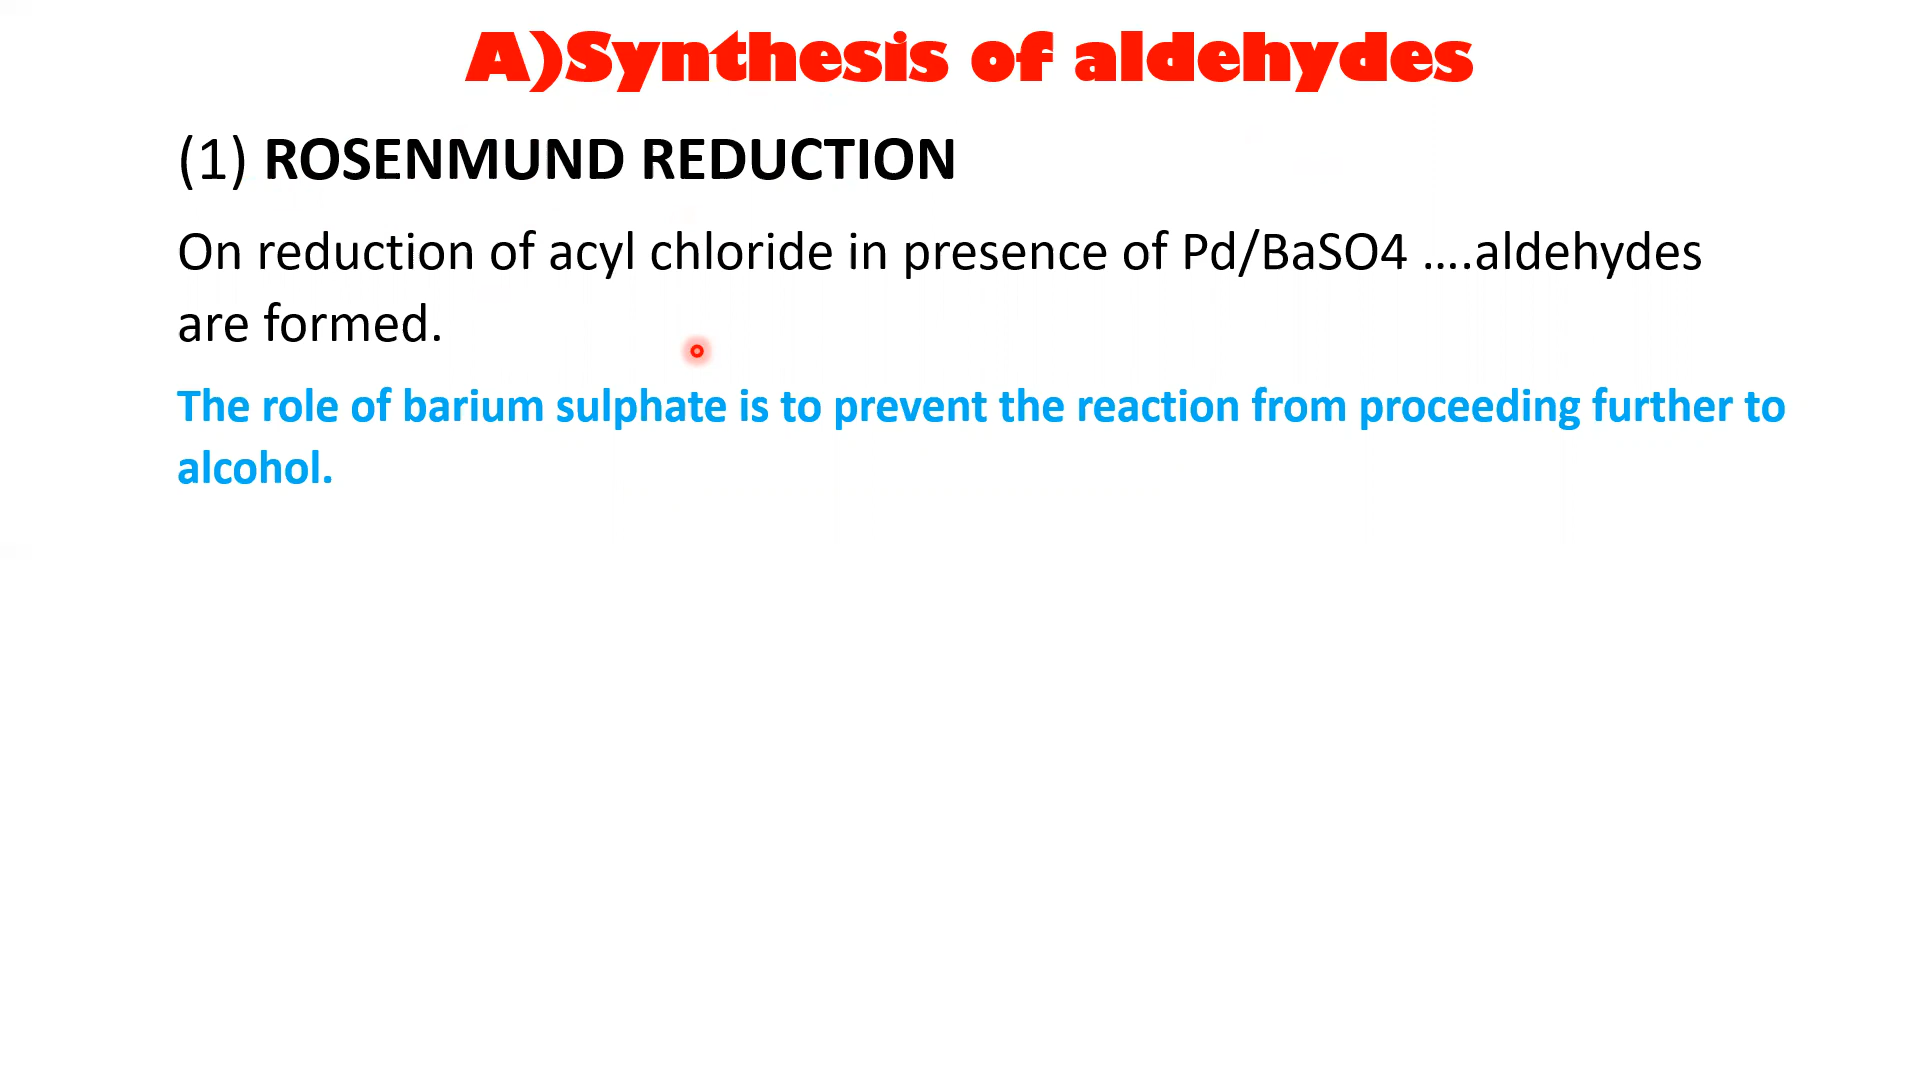 A)Synthesis of aldehydes
(1) ROSENMUND REDUCTION
On reduction of acyl chloride in presence of Pd/BaSO4 ....aldehydes
are formed.
The role of barium sulphate is to prevent the reaction from proceeding further to
alcohol.